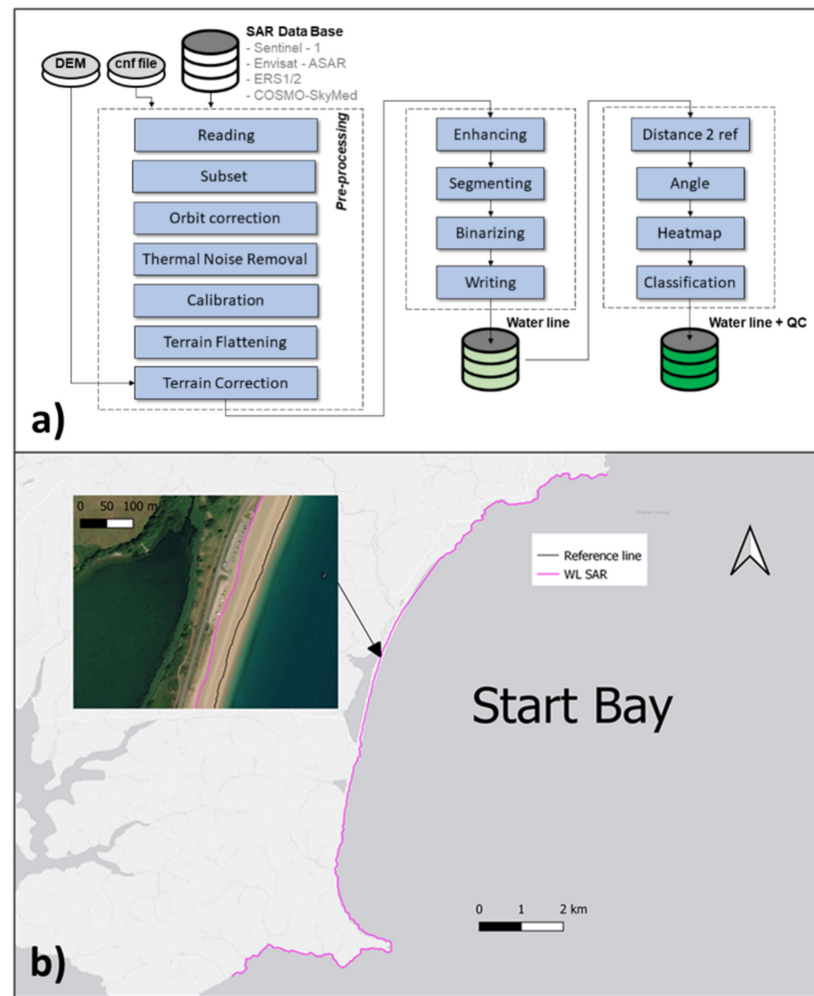 SAR Data Base
- Sentinel - 1
- Envisat - ASAR
- ERS1/2
- COSMO-SkyMed
DEM
cnf file
Pre-processing
Reading
Subset
Orbit correction
Thermal Noise Removal
Calibration
Terrain Flattening
Terrain Correction
Enhancing
Segmenting
Binarizing
Writing
Water line
Distance 2 ref
Angle
Heatmap
Classification
Water line + QC
a)
0 50 100 m
Reference line
WL SAR
Start Bay
0 1 2 km
b)